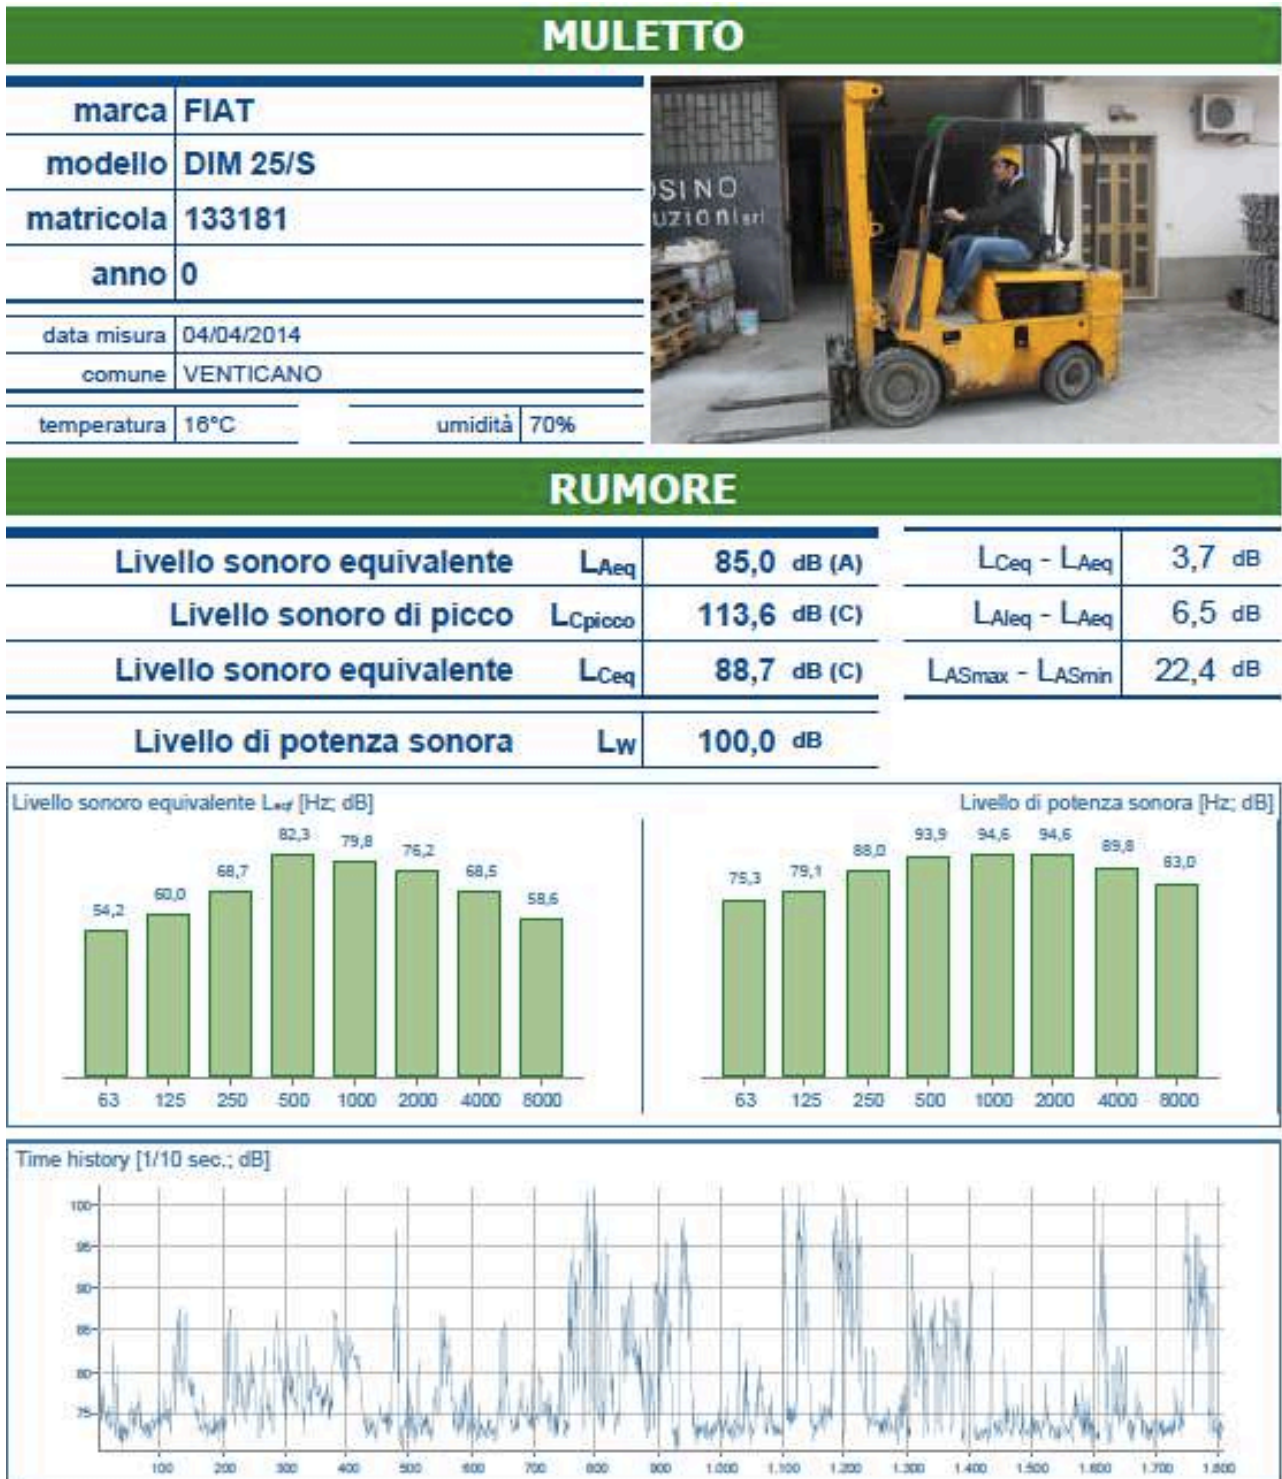 MULETTO
marca FIAT
modello DIM 25/S
matricola 133181
anno 0
data misura 04/04/2014
comune VENTICANO
temperatura 16°C umidità 70%
OSINO
UZIONI srl
RUMORE
Livello sonoro equivalente LAeq 85,0 dB (A) LCeq - LAeq 3,7 dB
Livello sonoro di picco LCpicco 113,6 dB (C) LAIeq - LAeq 6,5 dB
Livello sonoro equivalente LCeq 88,7 dB (C) LASmax - LASmin 22,4 dB
Livello di potenza sonora LW 100,0 dB
Livello sonoro equivalente Leqf [Hz; dB] Livello di potenza sonora [Hz; dB]
54,2 60,0 68,7 82,3 79,8 76,2 68,5 58,6 75,3 79,1 88,0 93,9 94,6 94,6 89,8 83,0
63 125 250 500 1000 2000 4000 8000 63 125 250 500 1000 2000 4000 8000
Time history [1/10 sec.; dB]
100
95
90
85
80
75
100 200 300 400 500 600 700 800 900 1.000 1.100 1.200 1.300 1.400 1.500 1.600 1.700 1.800